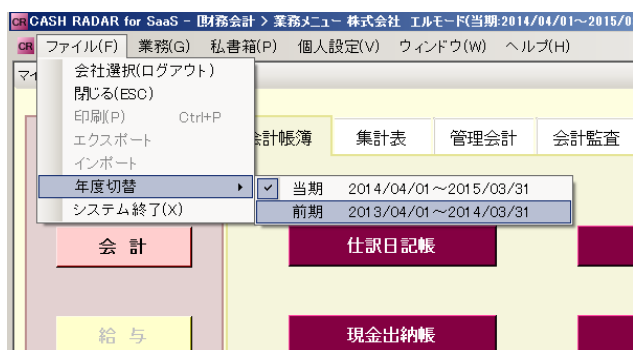 CR CASH RADAR for SaaS - [財務会計 > 業務メニュー 株式会社 エルモード(当期:2014/04/01～2015/0
CR ファイル(F) 業務(G) 私書箱(P) 個人設定(V) ウィンドウ(W) ヘルプ(H)
マイ
会社選択(ログアウト)
閉じる(ESC)
印刷(P) Ctrl+P
エクスポート
インポート
年度切替
システム終了(X)
当期 2014/04/01～2015/03/31
前期 2013/04/01～2014/03/31
会計帳簿 集計表 管理会計 会計監査
会 計 仕訳日記帳
給 与 現金出納帳